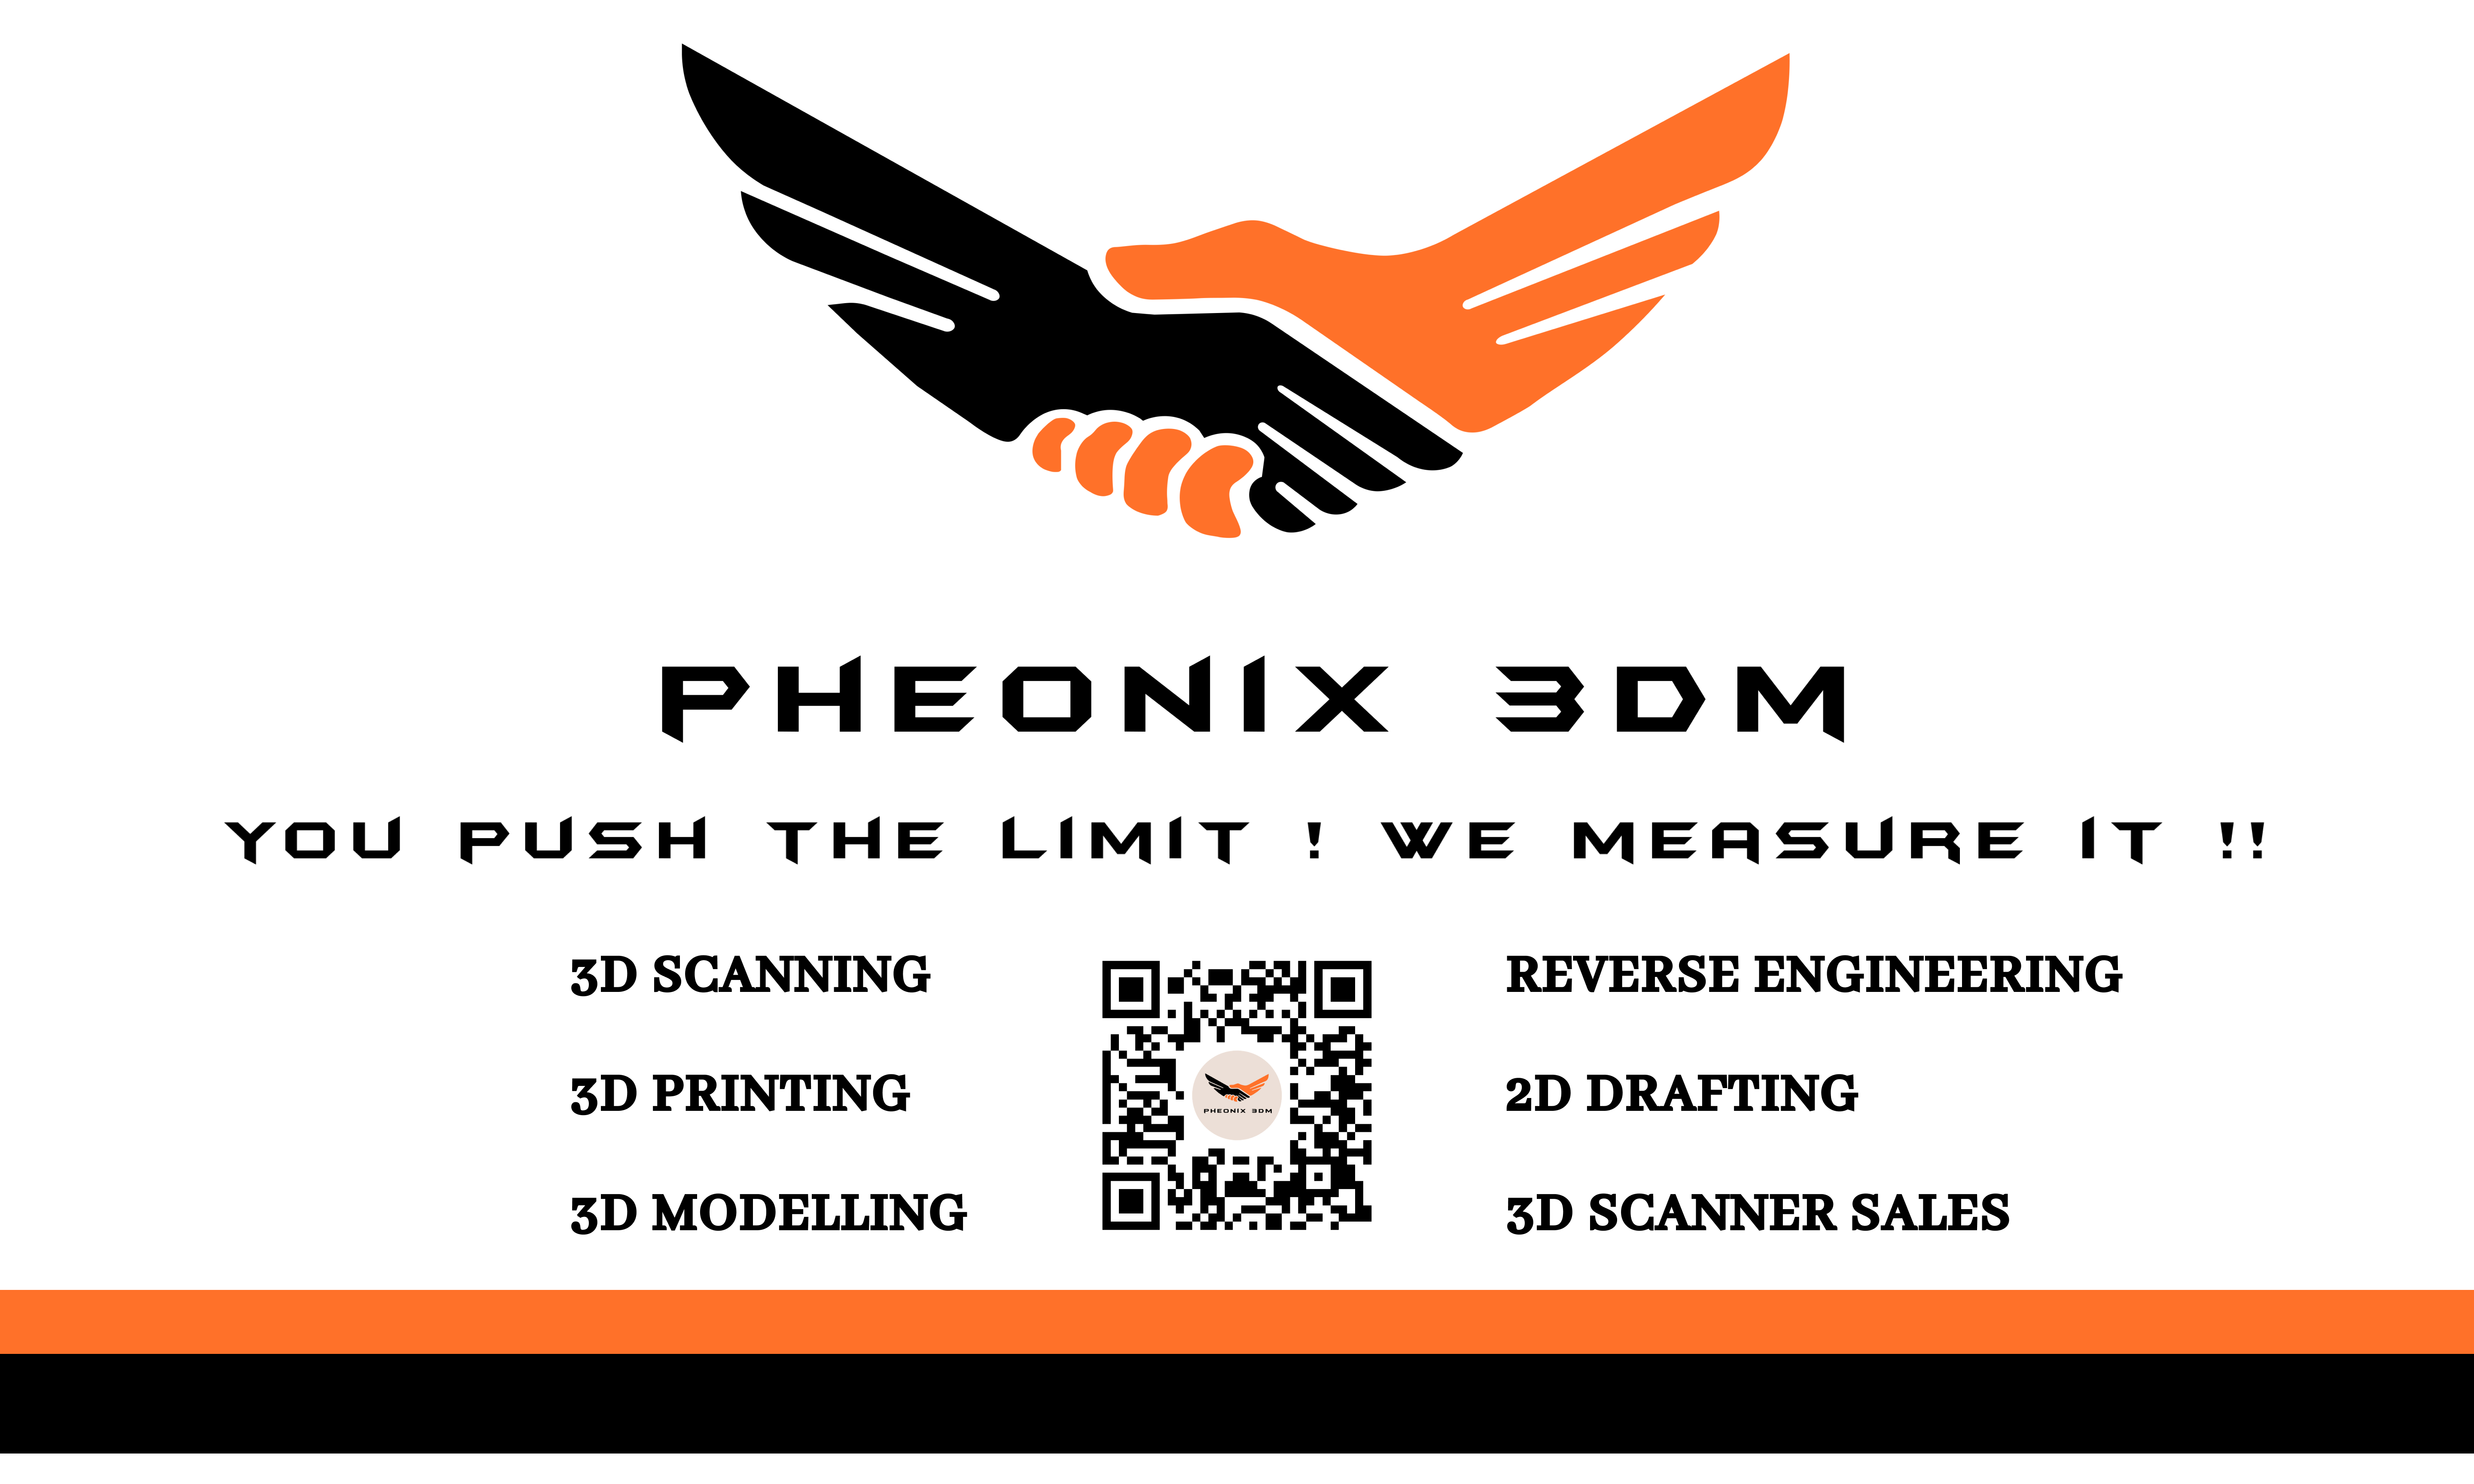 PHEONIX 3DM
YOU PUSH THE LIMIT ! WE MEASURE IT !!
3D SCANNING
3D PRINTING
3D MODELLING
PHEONIX 3DM
REVERSE ENGINEERING
2D DRAFTING
3D SCANNER SALES